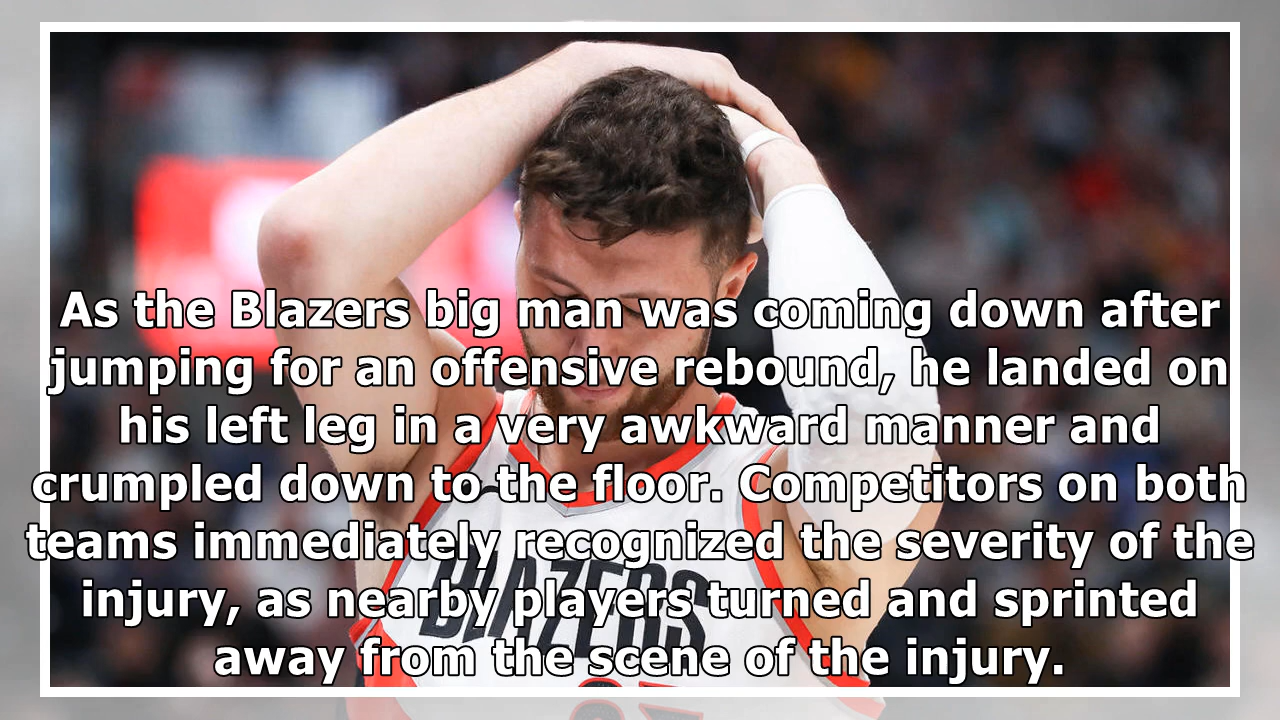 As the Blazers big man was coming down after
jumping for an offensive rebound, he landed on
his left leg in a very awkward manner and
crumpled down to the floor. Competitors on both
teams immediately recognized the severity of the
injury, as nearby players turned and sprinted
away from the scene of the injury.
BLAZERS